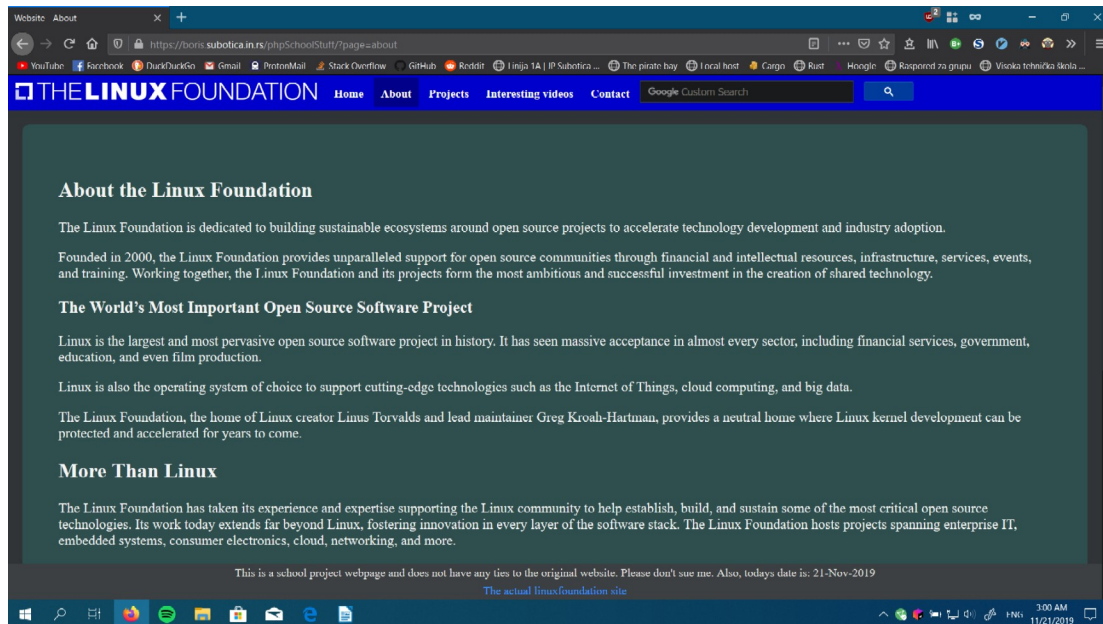 Website About
https://boris.subotica.in.rs/phpSchoolStuff/?page=about
YouTube Facebook DuckDuckGo Gmail ProtonMail Stack Overflow GitHub Reddit Linija 1A | IP Subotica ... The pirate bay Local host Cargo Rust Hoogle Raspored za grupu Visoka tehnička škola ...
THE LINUX FOUNDATION Home About Projects Interesting videos Contact Google Custom Search
About the Linux Foundation
The Linux Foundation is dedicated to building sustainable ecosystems around open source projects to accelerate technology development and industry adoption.
Founded in 2000, the Linux Foundation provides unparalleled support for open source communities through financial and intellectual resources, infrastructure, services, events,
and training. Working together, the Linux Foundation and its projects form the most ambitious and successful investment in the creation of shared technology.
The World's Most Important Open Source Software Project
Linux is the largest and most pervasive open source software project in history. It has seen massive acceptance in almost every sector, including financial services, government,
education, and even film production.
Linux is also the operating system of choice to support cutting-edge technologies such as the Internet of Things, cloud computing, and big data.
The Linux Foundation, the home of Linux creator Linus Torvalds and lead maintainer Greg Kroah-Hartman, provides a neutral home where Linux kernel development can be
protected and accelerated for years to come.
More Than Linux
The Linux Foundation has taken its experience and expertise supporting the Linux community to help establish, build, and sustain some of the most critical open source
technologies. Its work today extends far beyond Linux, fostering innovation in every layer of the software stack. The Linux Foundation hosts projects spanning enterprise IT,
embedded systems, consumer electronics, cloud, networking, and more.
This is a school project webpage and does not have any ties to the original website. Please don't sue me. Also, todays date is: 21-Nov-2019
The actual linuxfoundation site
ENG 3:00 AM
11/21/2019